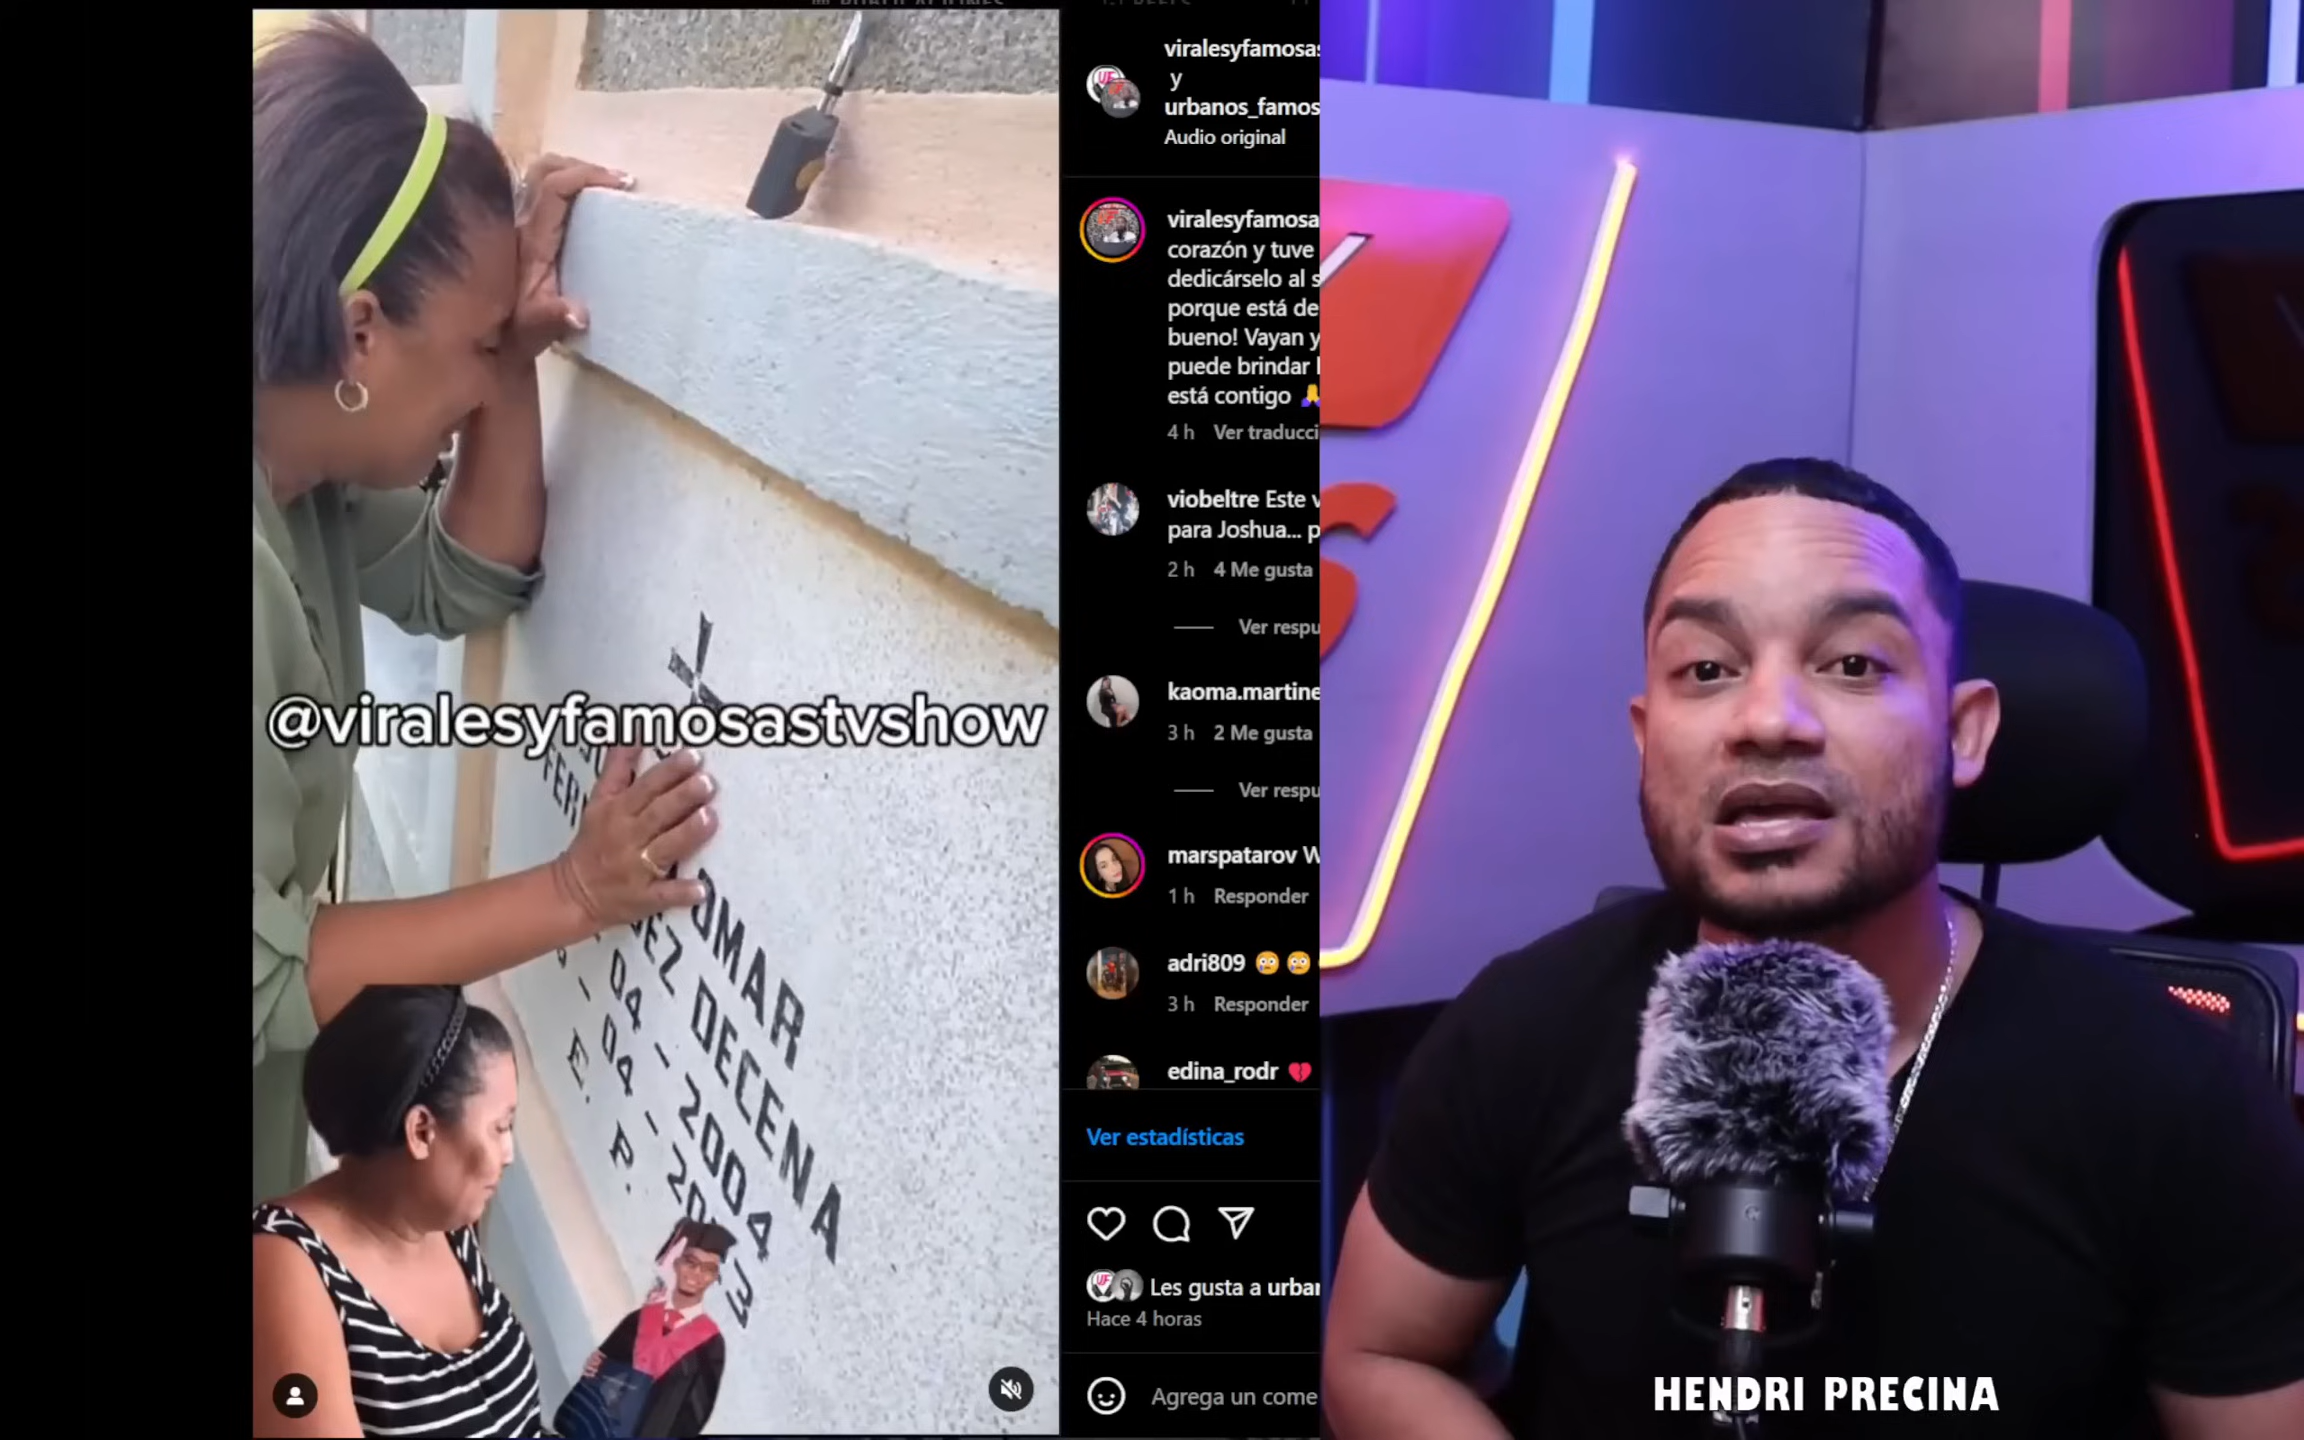 @viralesyfamosastvshow
OMAR
DECENA
04 - 2004
04 -
E. P.
viralesyfamosas
y
urbanos_famos
Audio original
viralesyfamosa
corazón y tuve
dedicárselo al s
porque está de
bueno! Vayan y
puede brindar
está contigo 🙏
4 h Ver traducci
viobeltre Este v
para Joshua... p
2 h 4 Me gusta
Ver respu
kaoma.martine
3 h 2 Me gusta
Ver respu
marspatarov W
1 h Responder
adri809 😳 😳
3 h Responder
edina_rodr 💔
Ver estadísticas
Les gusta a urbar
Hace 4 horas
Agrega un come
HENDRI PRECINA